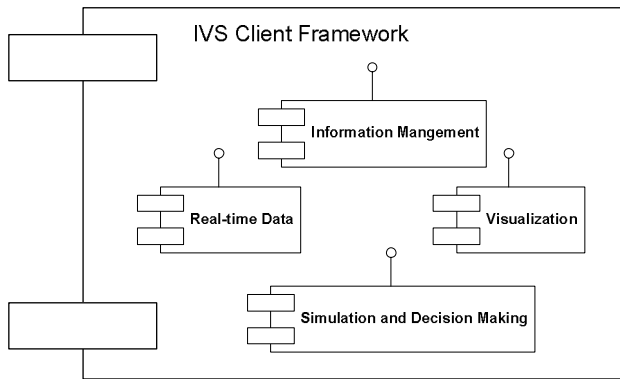 IVS Client Framework
Information Mangement
Real-time Data
Visualization
Simulation and Decision Making